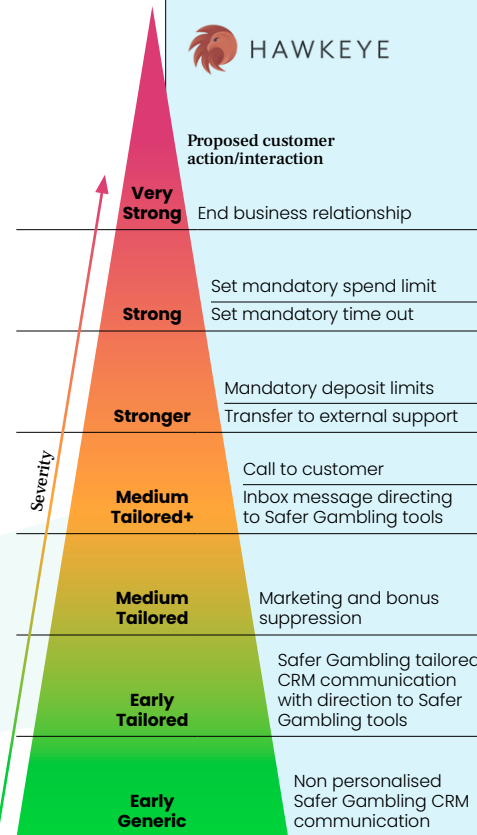 HAWKEYE
Proposed customer
action/interaction
Very
Strong
End business relationship
Set mandatory spend limit
Strong
Set mandatory time out
Mandatory deposit limits
Stronger
Transfer to external support
Severity
Call to customer
Medium
Tailored+
Inbox message directing
to Safer Gambling tools
Medium
Tailored
Marketing and bonus
suppression
Early
Tailored
Safer Gambling tailored
CRM communication
with direction to Safer
Gambling tools
Early
Generic
Non personalised
Safer Gambling CRM
communication